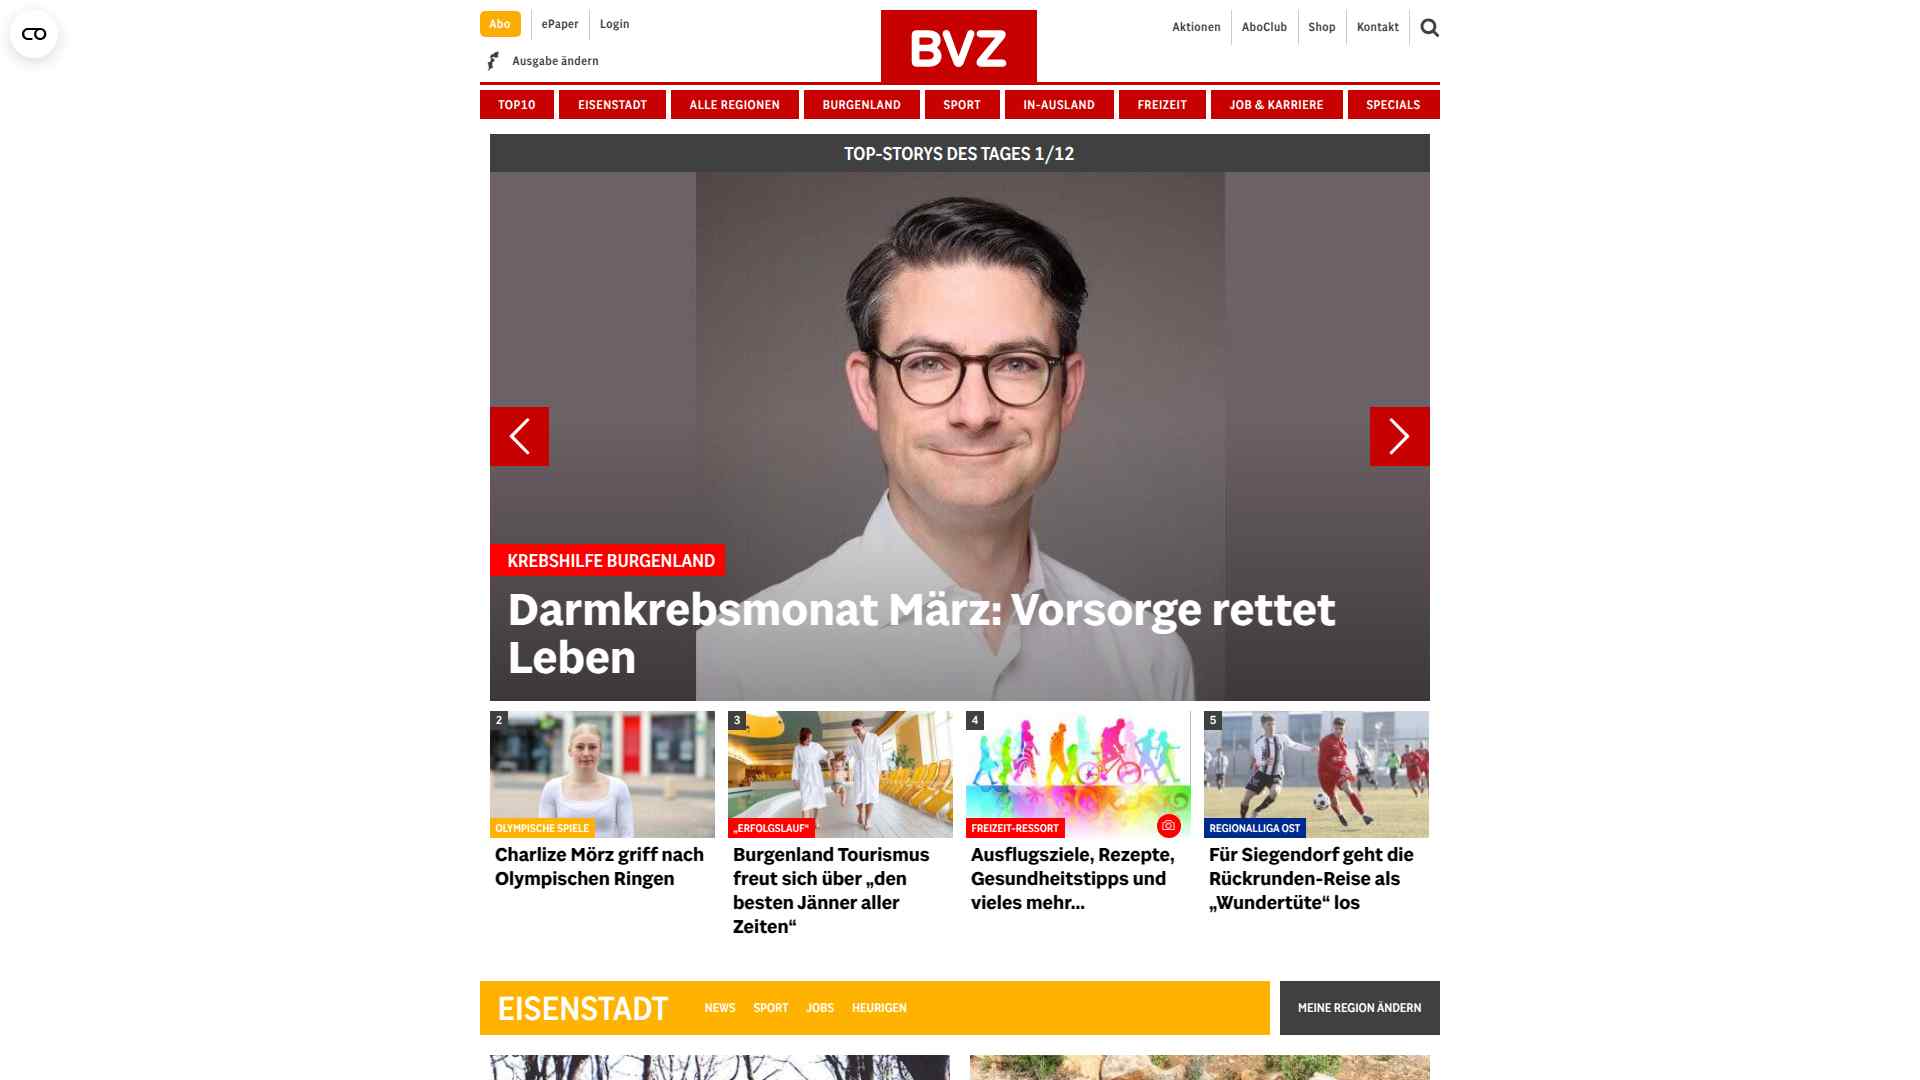 Abo
ePaper
Login
Ausgabe ändern
BVZ
Aktionen
AboClub
Shop
Kontakt
TOP10
EISENSTADT
ALLE REGIONEN
BURGENLAND
SPORT
IN-AUSLAND
FREIZEIT
JOB & KARRIERE
SPECIALS
TOP-STORYS DES TAGES 1/12
KREBSHILFE BURGENLAND
Darmkrebsmonat März: Vorsorge rettet
Leben
2
OLYMPISCHE SPIELE
Charlize Mörz griff nach
Olympischen Ringen
3
„ERFOLGSLAUF“
Burgenland Tourismus
freut sich über „den
besten Jänner aller
Zeiten“
4
FREIZEIT-RESSORT
Ausflugsziele, Rezepte,
Gesundheitstipps und
vieles mehr...
5
REGIONALLIGA OST
Für Siegendorf geht die
Rückrunden-Reise als
„Wundertüte“ los
EISENSTADT
NEWS
SPORT
JOBS
HEURIGEN
MEINE REGION ÄNDERN